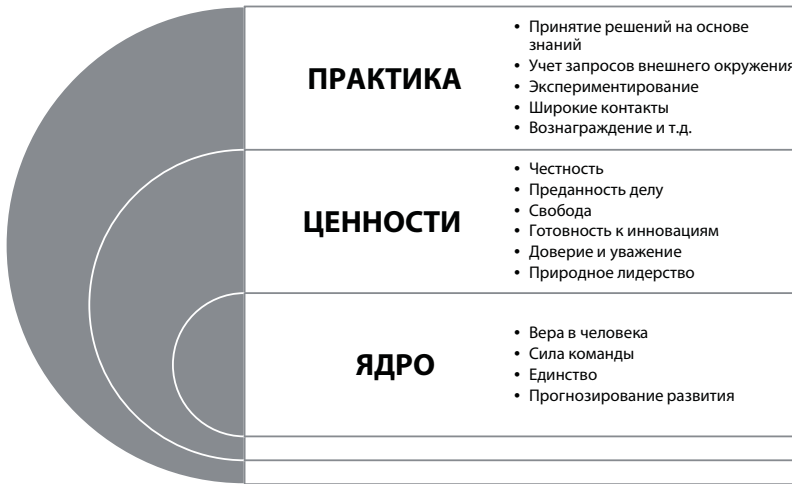 ПРАКТИКА
• Принятие решений на основе
знаний
• Учет запросов внешнего окружения
• Экспериментирование
• Широкие контакты
• Вознаграждение и т.д.
ЦЕННОСТИ
• Честность
• Преданность делу
• Свобода
• Готовность к инновациям
• Доверие и уважение
• Природное лидерство
ЯДРО
• Вера в человека
• Сила команды
• Единство
• Прогнозирование развития